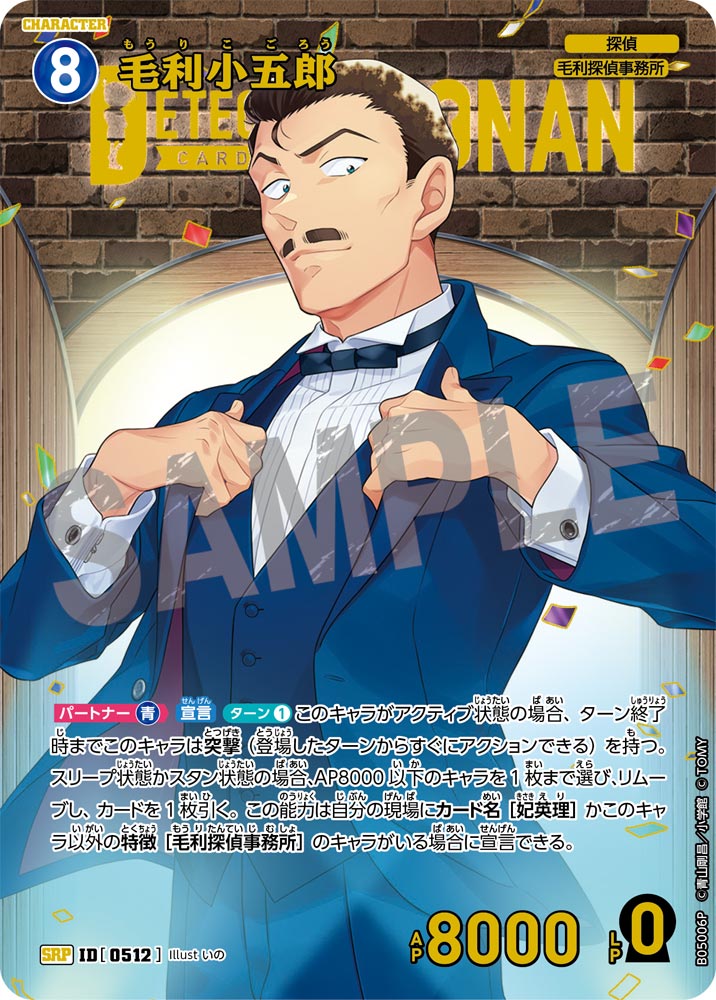 CHARACTER
8
もうりこごろう
毛利小五郎
探偵
毛利探偵事務所
DETEC ONAN
CARD
SAMPLE
パートナー 青 宣言 ターン1 このキャラがアクティブ状態の場合、ターン終了
時までこのキャラは突撃（登場したターンからすぐにアクションできる）を持つ。
スリープ状態かスタン状態の場合、AP8000以下のキャラを1枚まで選び、リムー
ブし、カードを1枚引く。この能力は自分の現場にカード名［妃英理］かこのキャ
ラ以外の特徴［毛利探偵事務所］のキャラがいる場合に宣言できる。
AP 8000
LP 0
SRP ID[ 0512 ] Illust いの
B05006P ©青山剛昌／小学館 ©TOMY